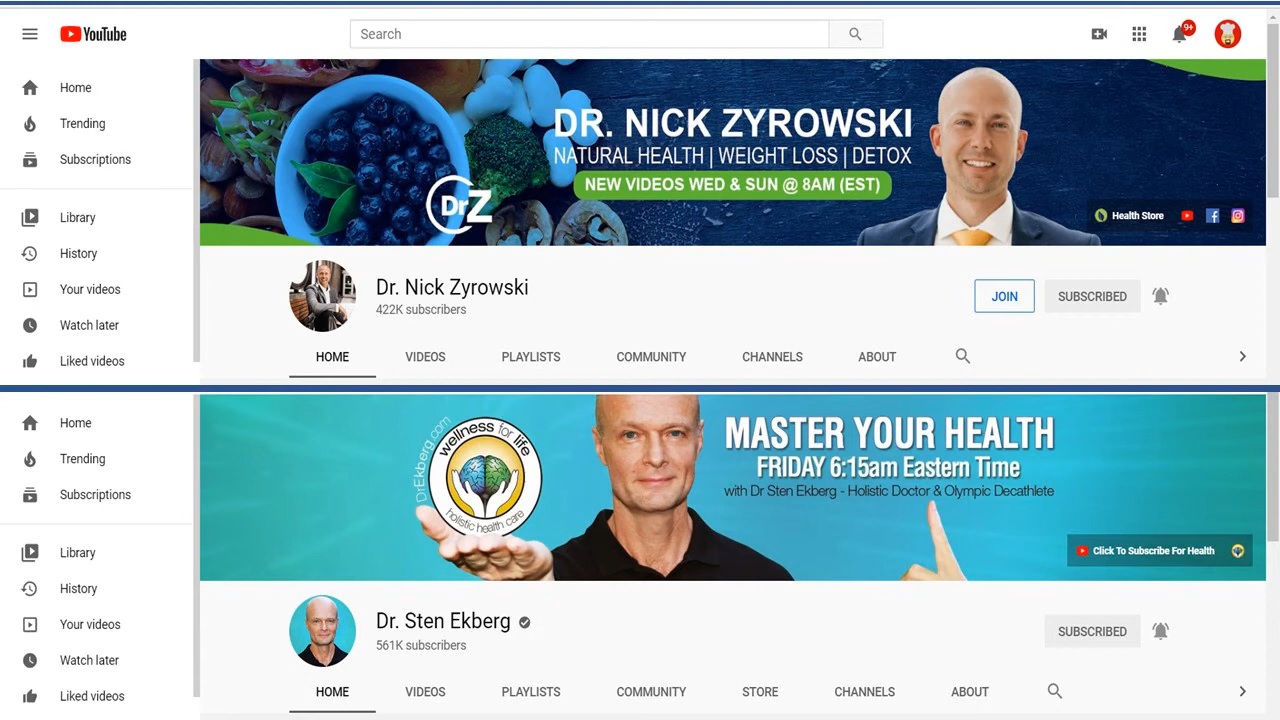 YouTube
Search
9+
Home
Trending
Subscriptions
Library
History
Your videos
Watch later
Liked videos
DR. NICK ZYROWSKI
NATURAL HEALTH | WEIGHT LOSS | DETOX
NEW VIDEOS WED & SUN @ 8AM (EST)
DrZ
Health Store
Dr. Nick Zyrowski
422K subscribers
JOIN
SUBSCRIBED
HOME VIDEOS PLAYLISTS COMMUNITY CHANNELS ABOUT
Home
Trending
Subscriptions
Library
History
Your videos
Watch later
Liked videos
DrEkberg.com
wellness for life
holistic health care
MASTER YOUR HEALTH
FRIDAY 6:15am Eastern Time
with Dr Sten Ekberg - Holistic Doctor & Olympic Decathlete
Click To Subscribe For Health
Dr. Sten Ekberg
561K subscribers
SUBSCRIBED
HOME VIDEOS PLAYLISTS COMMUNITY STORE CHANNELS ABOUT